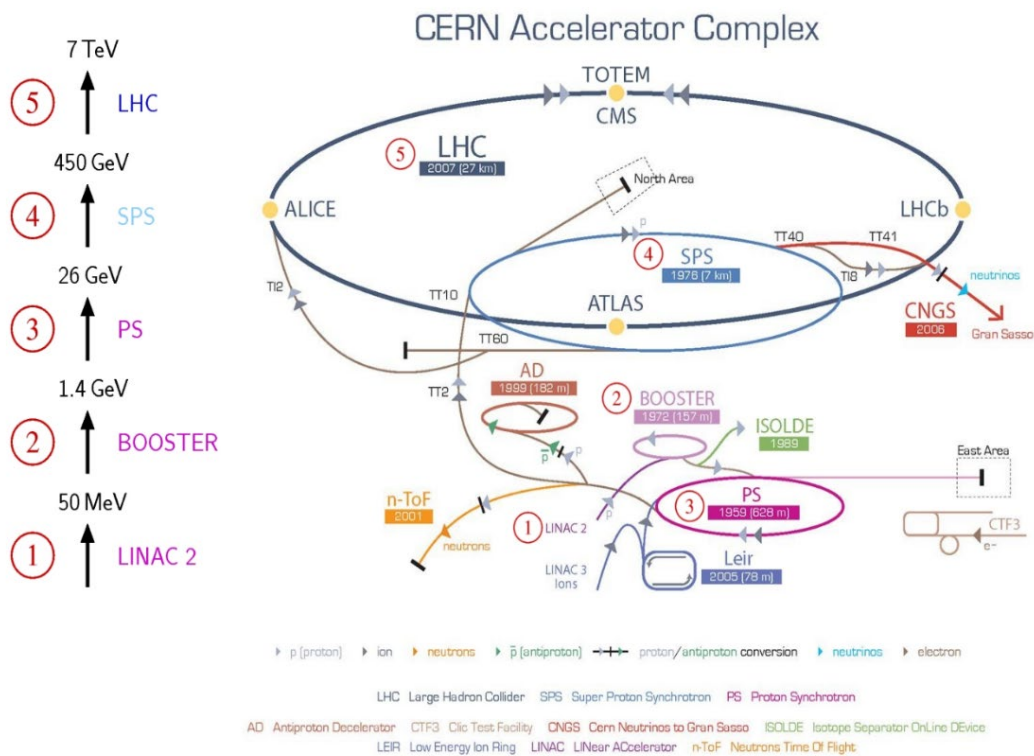 CERN Accelerator Complex
7 TeV
5 LHC
450 GeV
4 SPS
26 GeV
3 PS
1.4 GeV
2 BOOSTER
50 MeV
1 LINAC 2
TOTEM
CMS
5 LHC
2007 (27 km)
North Area
ALICE
LHCb
p
TT40
TT41
4 SPS
1976 (7 km)
TI8
neutrinos
TI2
TT10
ATLAS
CNGS
2006
Gran Sasso
TT60
AD
1999 (182 m)
TT2
2 BOOSTER
1972 (157 m)
ISOLDE
1989
p̅
p
East Area
n-ToF
2001
neutrons
p
1 LINAC 2
3 PS
1959 (628 m)
CTF3
e-
LINAC 3
Ions
Leir
2005 (78 m)
p (proton) ion neutrons p̅ (antiproton) proton/antiproton conversion neutrinos electron
LHC Large Hadron Collider SPS Super Proton Synchrotron PS Proton Synchrotron
AD Antiproton Decelerator CTF3 Clic Test Facility CNGS Cern Neutrinos to Gran Sasso ISOLDE Isotope Separator OnLine DEvice
LEIR Low Energy Ion Ring LINAC LINear ACcelerator n-ToF Neutrons Time Of Flight